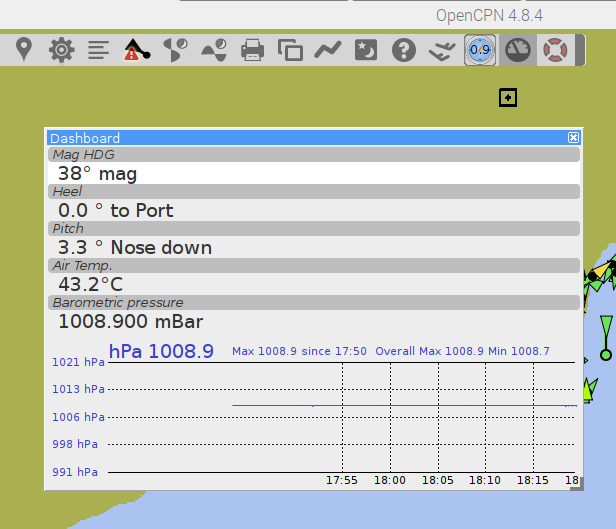 OpenCPN 4.8.4
0.9
Dashboard
Mag HDG
38° mag
Heel
0.0 ° to Port
Pitch
3.3 ° Nose down
Air Temp.
43.2°C
Barometric pressure
1008.900 mBar
hPa 1008.9 Max 1008.9 since 17:50 Overall Max 1008.9 Min 1008.7
1021 hPa
1013 hPa
1006 hPa
998 hPa
991 hPa
17:55 18:00 18:05 18:10 18:15 18